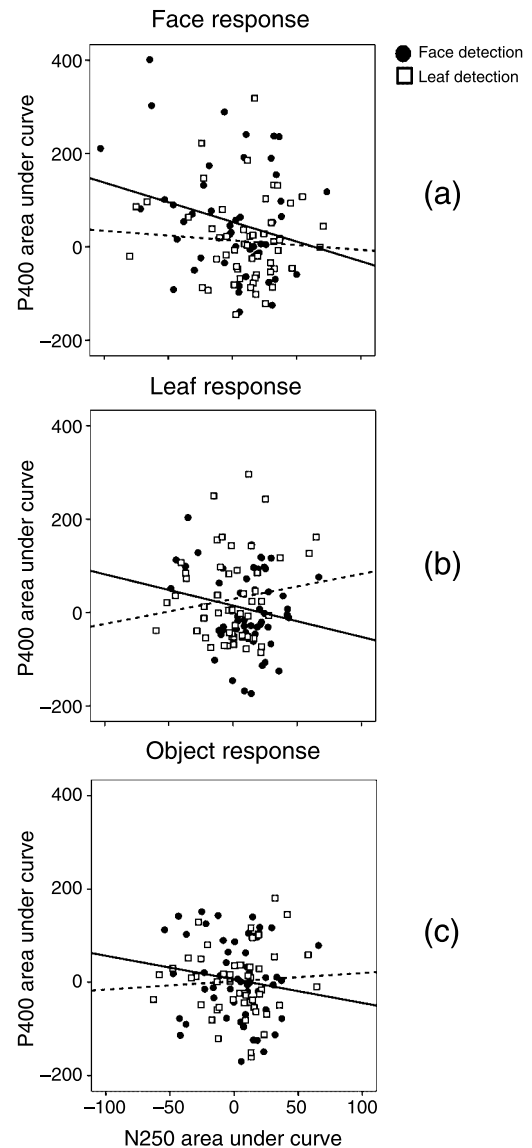 Face response
Face detection
Leaf detection
400
200
0
−200
P400 area under curve
(a)
Leaf response
400
200
0
−200
P400 area under curve
(b)
Object response
400
200
0
−200
P400 area under curve
(c)
−100 −50 0 50 100
N250 area under curve